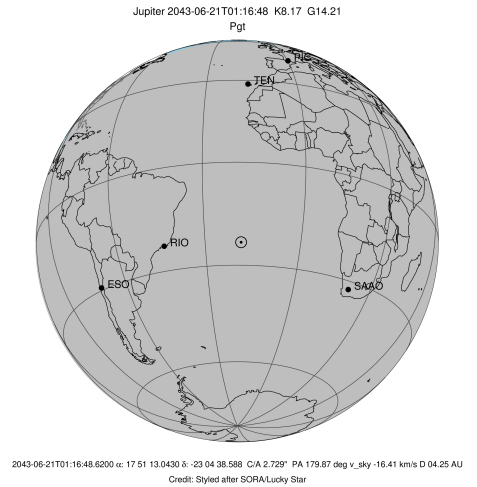 Jupiter 2043-06-21T01:16:48 K8.17 G14.21
Pgt
PIC
TEN
RIO
ESO
SAAO
2043-06-21T01:16:48.6200 α: 17 51 13.0430 δ: -23 04 38.588 C/A 2.729" PA 179.87 deg v_sky -16.41 km/s D 04.25 AU
Credit: Styled after SORA/Lucky Star